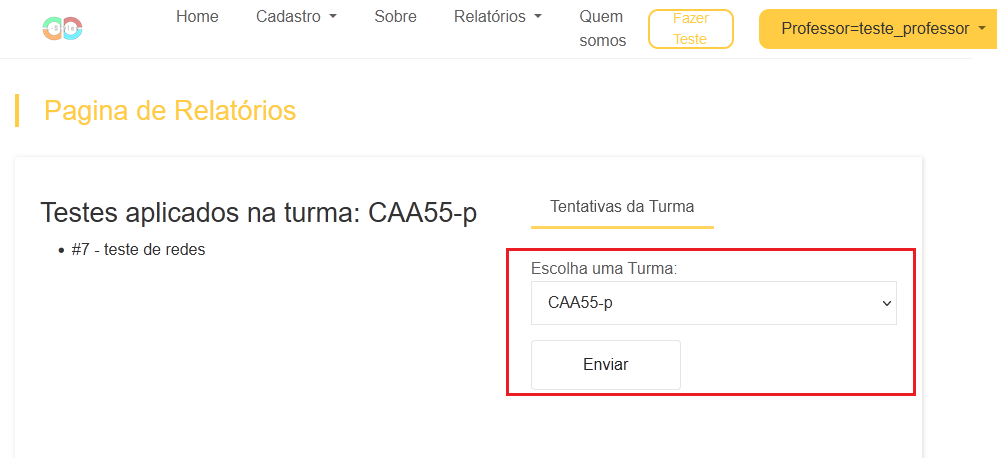 Home
Cadastro
Sobre
Relatórios
Quem
somos
Fazer
Teste
Professor=teste_professor
Pagina de Relatórios
Testes aplicados na turma: CAA55-p
#7 - teste de redes
Tentativas da Turma
Escolha uma Turma:
CAA55-p
Enviar